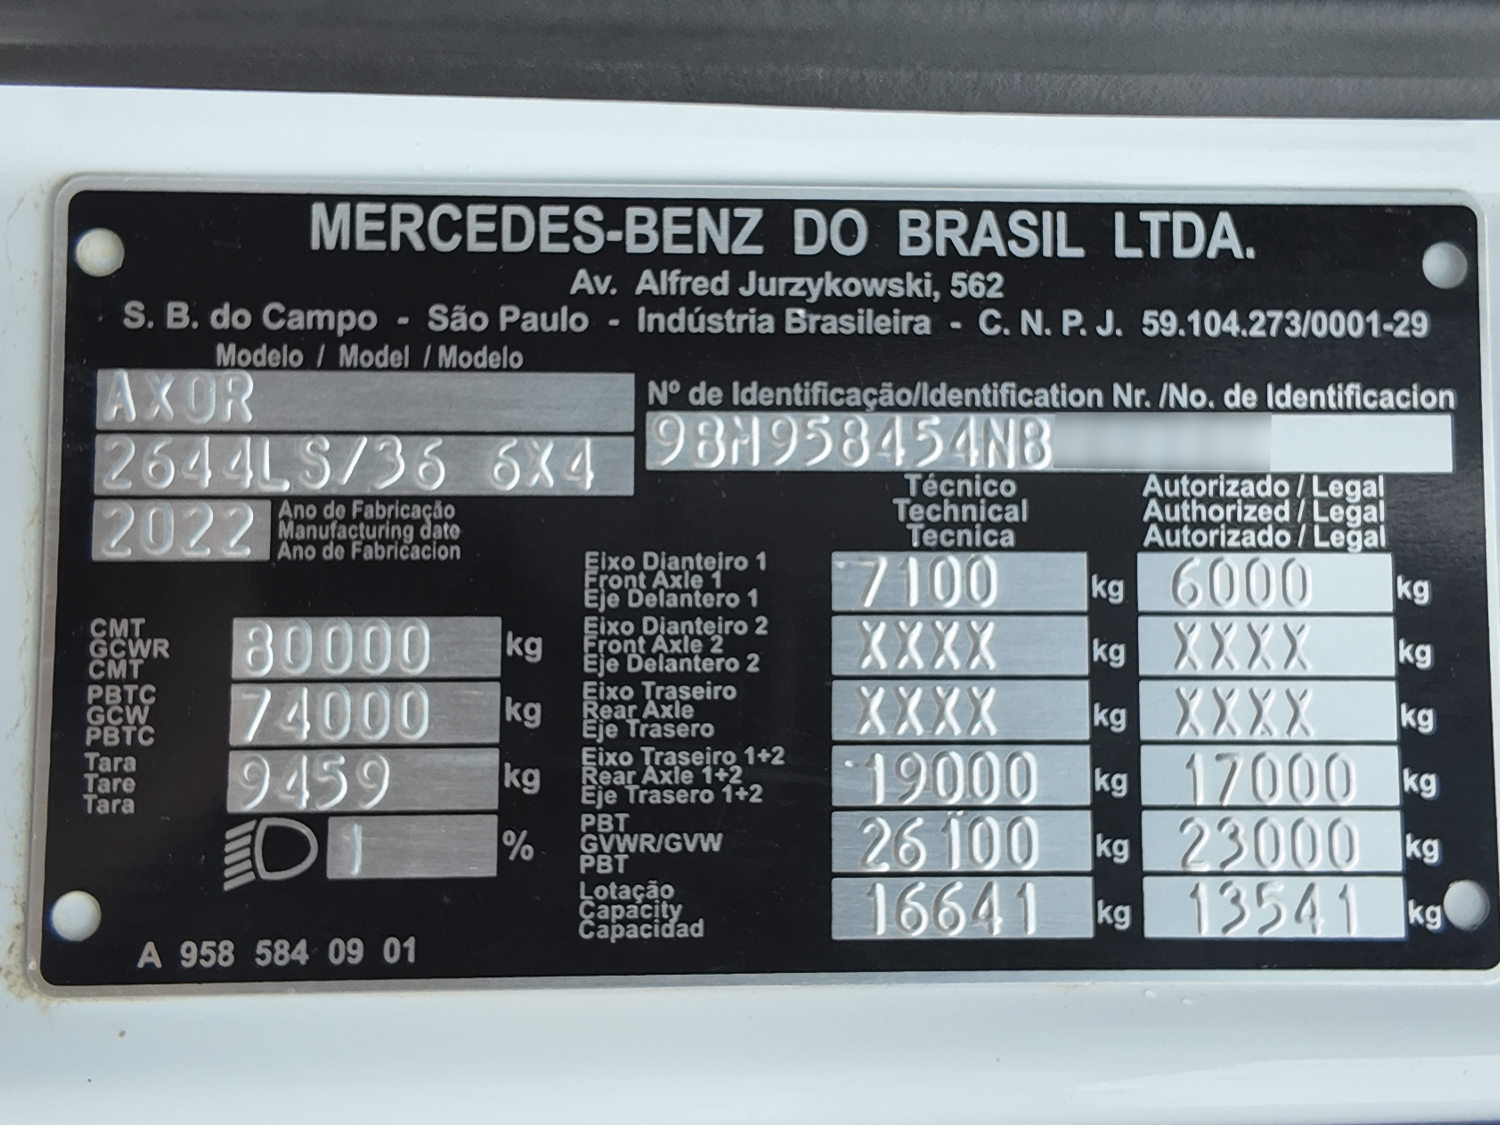 MERCEDES-BENZ DO BRASIL LTDA.
Av. Alfred Jurzykowski, 562
S. B. do Campo - São Paulo - Indústria Brasileira - C. N. P. J. 59.104.273/0001-29
Modelo / Model / Modelo
AXOR
2644LS/36 6X4
2022
Ano de Fabricação
Manufacturing date
Ano de Fabricacion
Nº de Identificação/Identification Nr. /No. de Identificacion
9BM958454NB
CMT
GCWR
CMT
80000 kg
PBTC
GCW
PBTC
74000 kg
Tara
Tare
Tara
9459 kg
1 %
A 958 584 09 01
Técnico
Technical
Tecnica
Autorizado / Legal
Authorized / Legal
Autorizado / Legal
Eixo Dianteiro 1
Front Axle 1
Eje Delantero 1
7100 kg 6000 kg
Eixo Dianteiro 2
Front Axle 2
Eje Delantero 2
XXXX kg XXXX kg
Eixo Traseiro
Rear Axle
Eje Trasero
XXXX kg XXXX kg
Eixo Traseiro 1+2
Rear Axle 1+2
Eje Trasero 1+2
19000 kg 17000 kg
PBT
GVWR/GVW
PBT
26100 kg 23000 kg
Lotação
Capacity
Capacidad
16641 kg 13541 kg